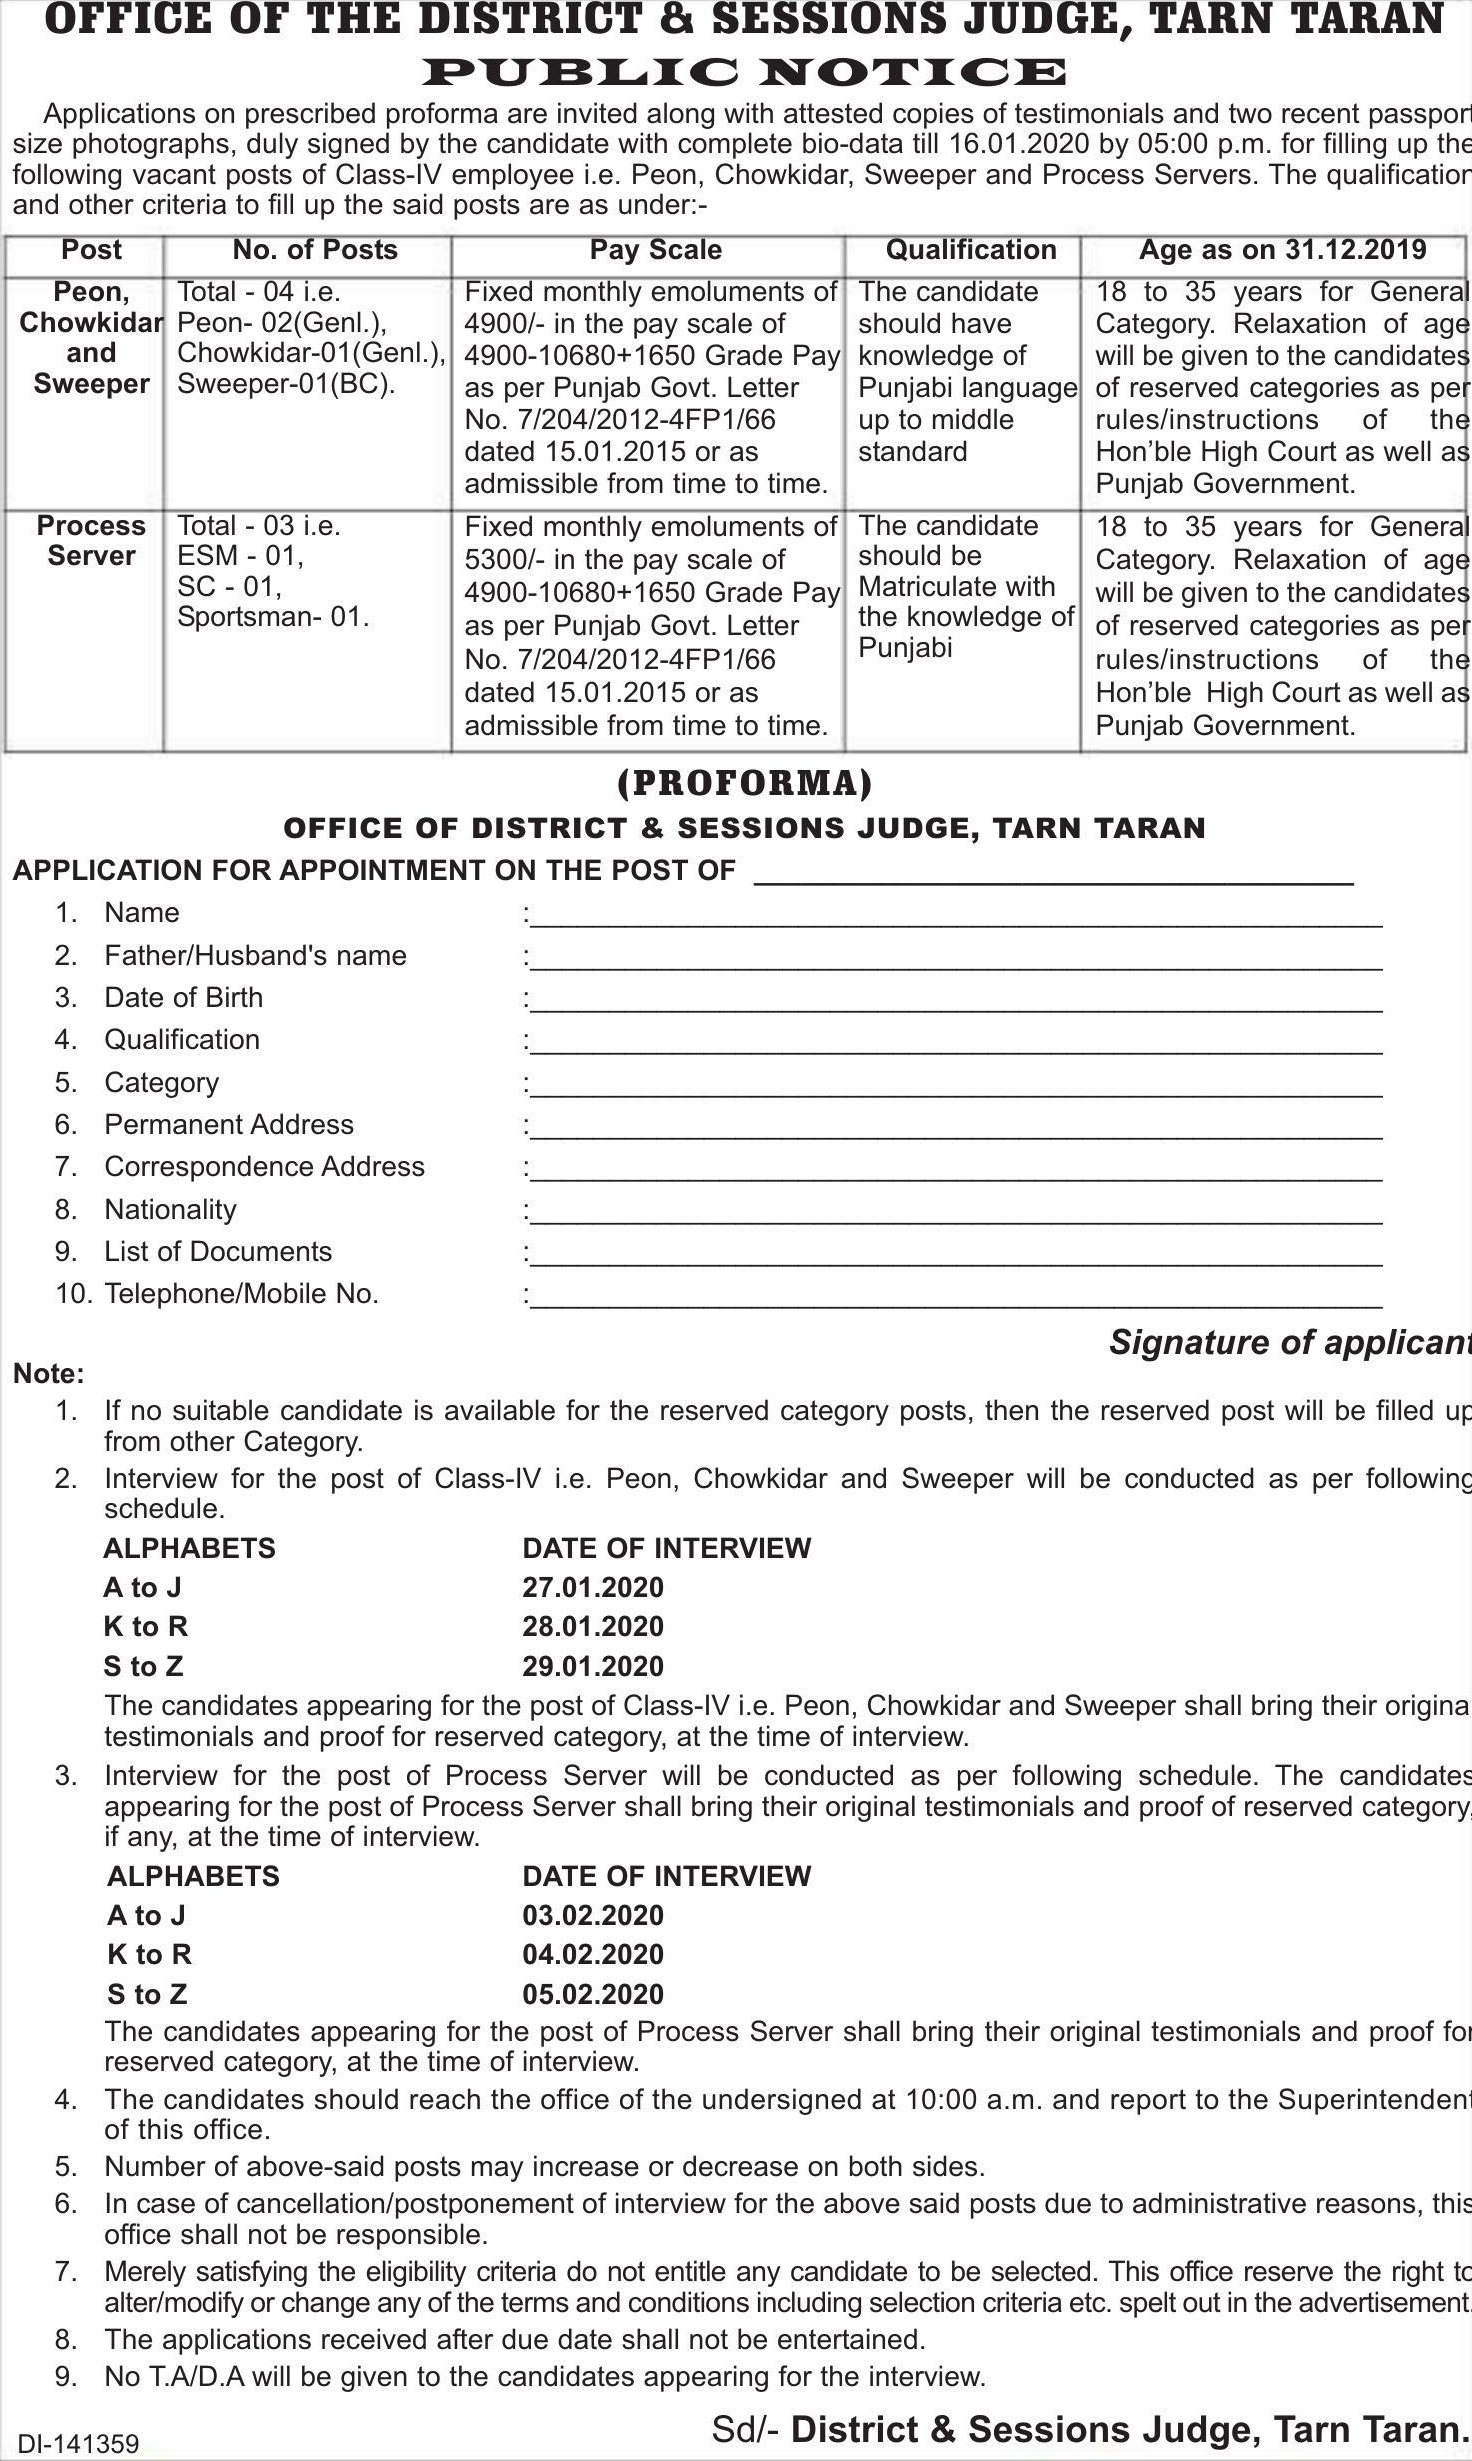 OFFICE OF THE DISTRICT & SESSIONS JUDGE, TARN TARAN
PUBLIC NOTICE
Applications on prescribed proforma are invited along with attested copies of testimonials and two recent passport
size photographs, duly signed by the candidate with complete bio-data till 16.01.2020 by 05:00 p.m. for filling up the
following vacant posts of Class-IV employee i.e. Peon, Chowkidar, Sweeper and Process Servers. The qualification
and other criteria to fill up the said posts are as under:-
Post No. of Posts Pay Scale Qualification Age as on 31.12.2019
Peon,
Chowkidar
and
Sweeper
Total - 04 i.e.
Peon- 02(Genl.),
Chowkidar-01(Genl.),
Sweeper-01(BC).
Fixed monthly emoluments of
4900/- in the pay scale of
4900-10680+1650 Grade Pay
as per Punjab Govt. Letter
No. 7/204/2012-4FP1/66
dated 15.01.2015 or as
admissible from time to time.
The candidate
should have
knowledge of
Punjabi language
up to middle
standard
18 to 35 years for General
Category. Relaxation of age
will be given to the candidates
of reserved categories as per
rules/instructions of the
Hon’ble High Court as well as
Punjab Government.
Process
Server
Total - 03 i.e.
ESM - 01,
SC - 01,
Sportsman- 01.
Fixed monthly emoluments of
5300/- in the pay scale of
4900-10680+1650 Grade Pay
as per Punjab Govt. Letter
No. 7/204/2012-4FP1/66
dated 15.01.2015 or as
admissible from time to time.
The candidate
should be
Matriculate with
the knowledge of
Punjabi
18 to 35 years for General
Category. Relaxation of age
will be given to the candidates
of reserved categories as per
rules/instructions of the
Hon’ble High Court as well as
Punjab Government.
(PROFORMA)
OFFICE OF DISTRICT & SESSIONS JUDGE, TARN TARAN
APPLICATION FOR APPOINTMENT ON THE POST OF
1. Name :
2. Father/Husband's name :
3. Date of Birth :
4. Qualification :
5. Category :
6. Permanent Address :
7. Correspondence Address :
8. Nationality :
9. List of Documents :
10. Telephone/Mobile No. :
Signature of applicant
Note:
1. If no suitable candidate is available for the reserved category posts, then the reserved post will be filled up
from other Category.
2. Interview for the post of Class-IV i.e. Peon, Chowkidar and Sweeper will be conducted as per following
schedule.
ALPHABETS DATE OF INTERVIEW
A to J 27.01.2020
K to R 28.01.2020
S to Z 29.01.2020
The candidates appearing for the post of Class-IV i.e. Peon, Chowkidar and Sweeper shall bring their original
testimonials and proof for reserved category, at the time of interview.
3. Interview for the post of Process Server will be conducted as per following schedule. The candidates
appearing for the post of Process Server shall bring their original testimonials and proof of reserved category,
if any, at the time of interview.
ALPHABETS DATE OF INTERVIEW
A to J 03.02.2020
K to R 04.02.2020
S to Z 05.02.2020
The candidates appearing for the post of Process Server shall bring their original testimonials and proof for
reserved category, at the time of interview.
4. The candidates should reach the office of the undersigned at 10:00 a.m. and report to the Superintendent
of this office.
5. Number of above-said posts may increase or decrease on both sides.
6. In case of cancellation/postponement of interview for the above said posts due to administrative reasons, this
office shall not be responsible.
7. Merely satisfying the eligibility criteria do not entitle any candidate to be selected. This office reserve the right to
alter/modify or change any of the terms and conditions including selection criteria etc. spelt out in the advertisement.
8. The applications received after due date shall not be entertained.
9. No T.A/D.A will be given to the candidates appearing for the interview.
Sd/- District & Sessions Judge, Tarn Taran.
DI-141359